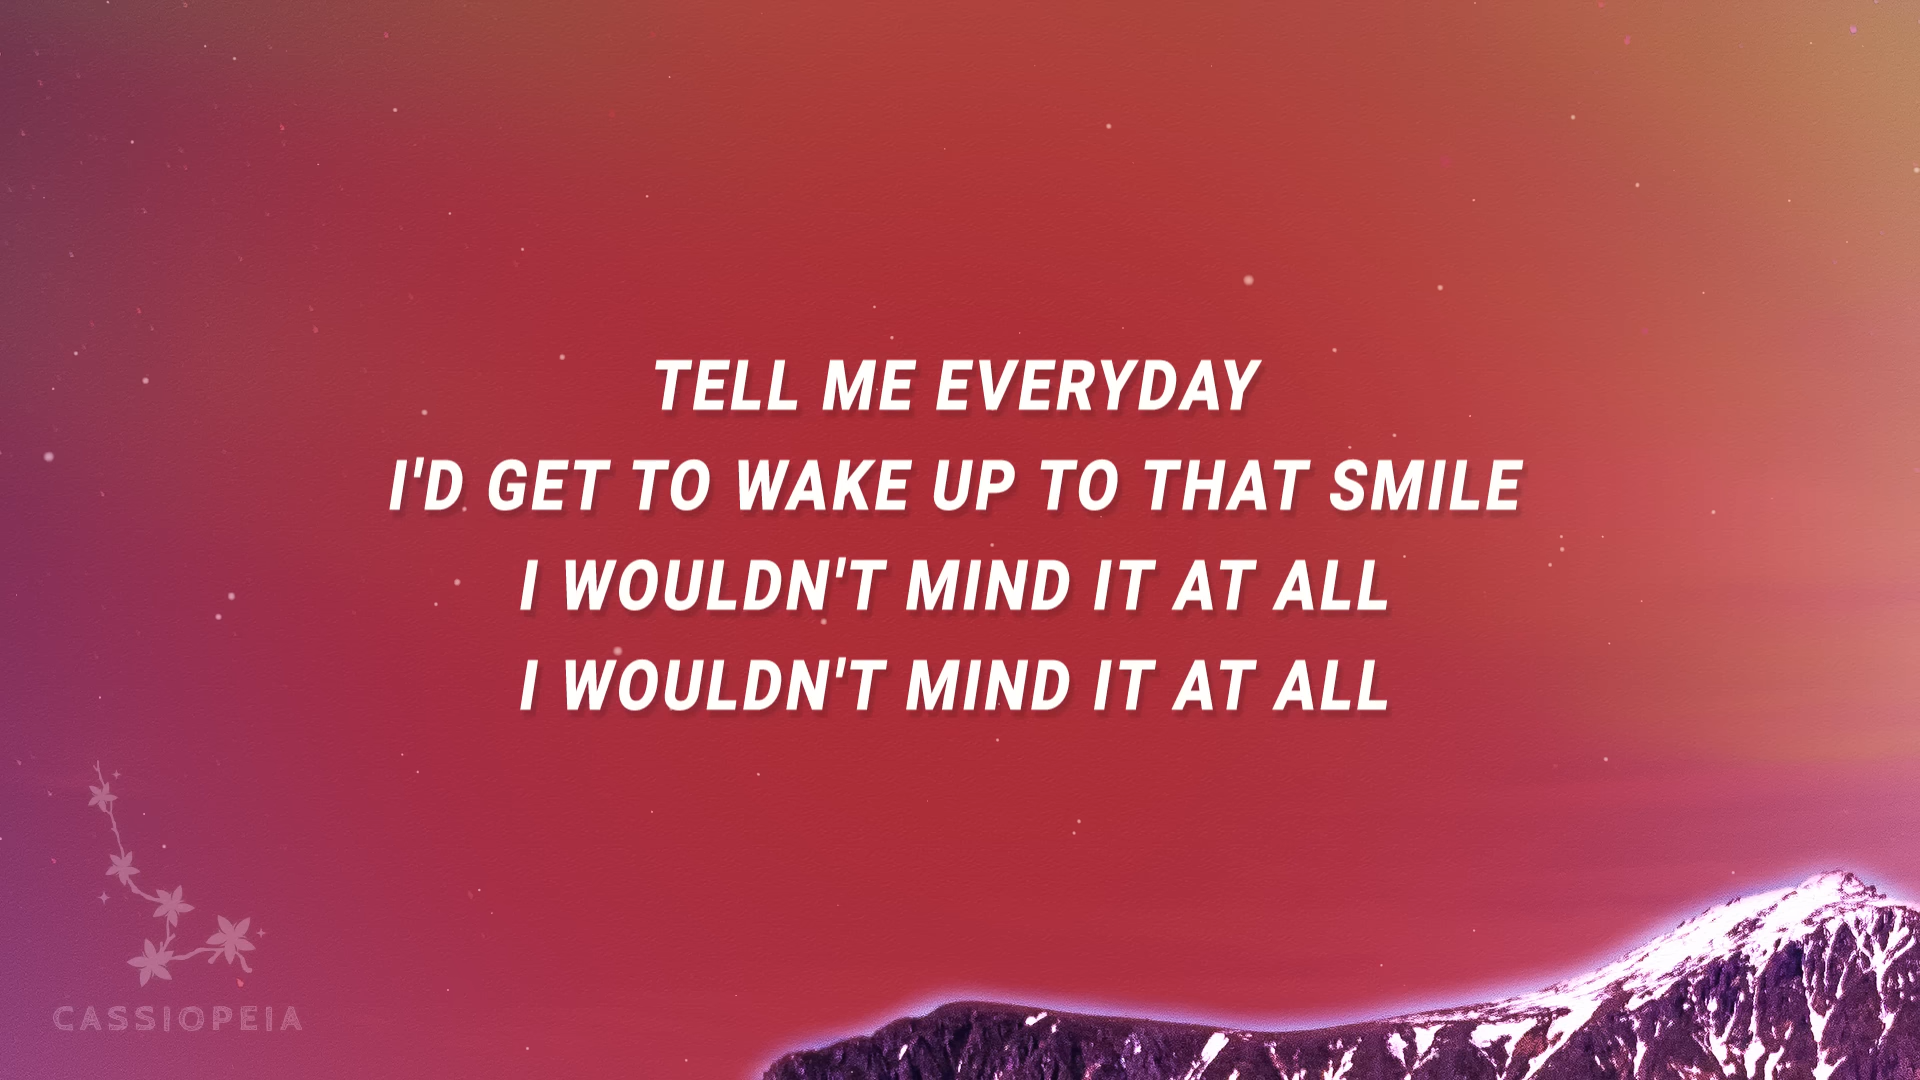 TELL ME EVERYDAY
I'D GET TO WAKE UP TO THAT SMILE
I WOULDN'T MIND IT AT ALL
I WOULDN'T MIND IT AT ALL
CASSIOPEIA